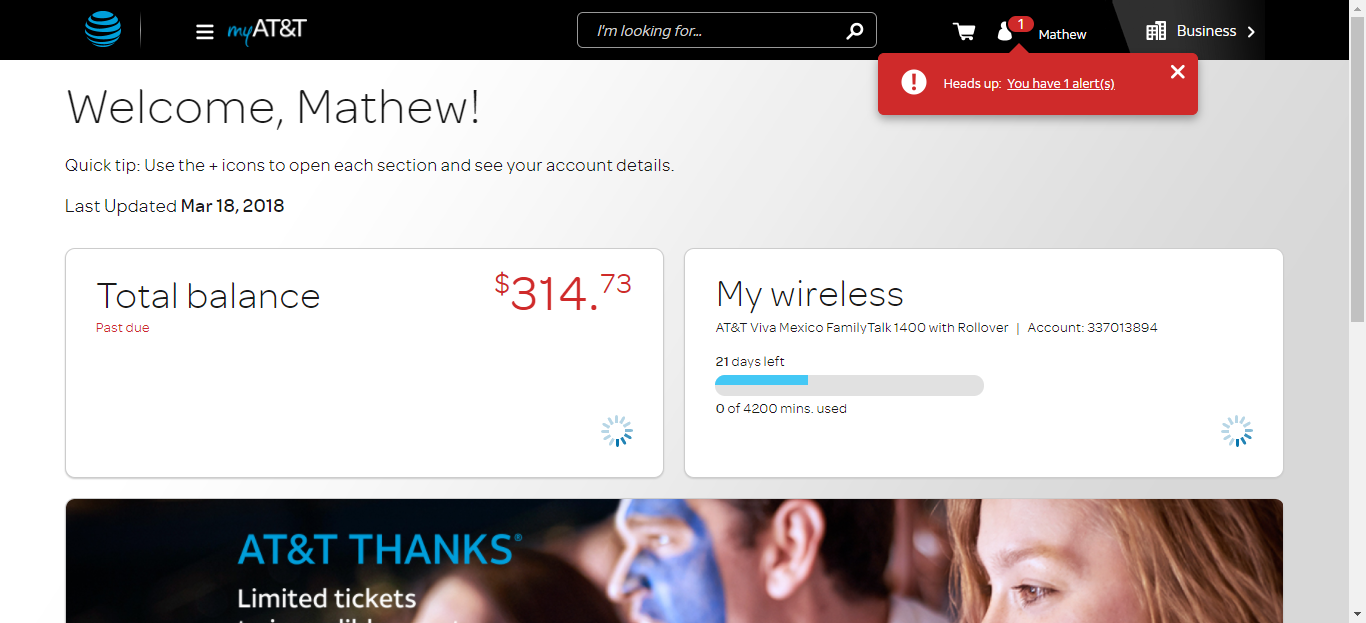 myAT&T
I'm looking for...
1
Mathew
Business
Heads up: You have 1 alert(s)
Welcome, Mathew!
Quick tip: Use the + icons to open each section and see your account details.
Last Updated Mar 18, 2018
Total balance
$314.73
Past due
My wireless
AT&T Viva Mexico FamilyTalk 1400 with Rollover | Account: 337013894
21 days left
0 of 4200 mins. used
AT&T THANKS®
Limited tickets